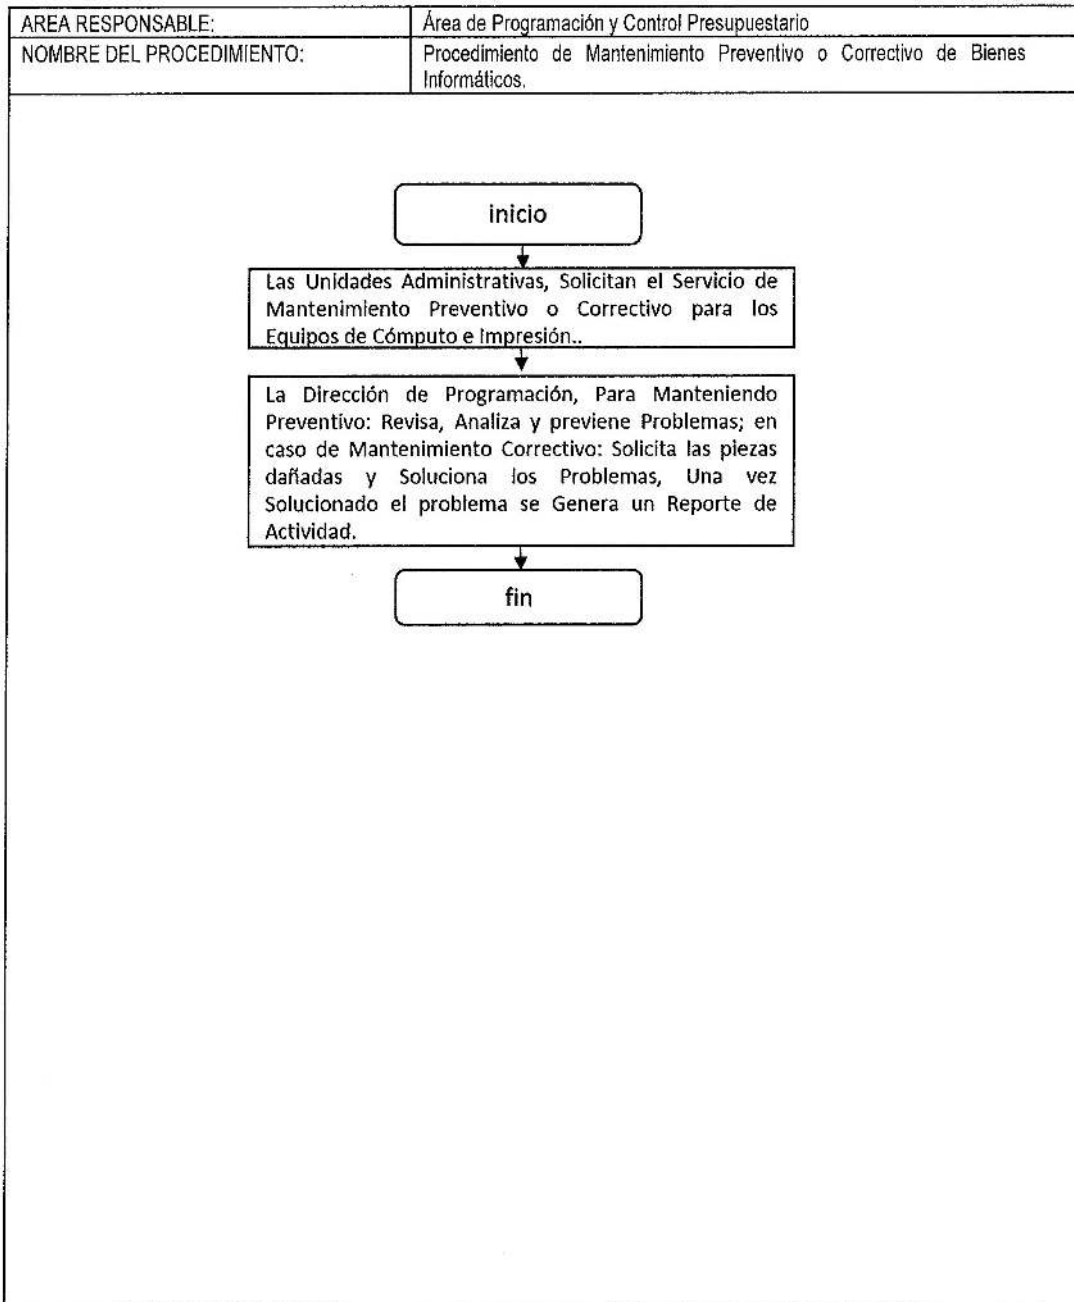 AREA RESPONSABLE: Área de Programación y Control Presupuestario
NOMBRE DEL PROCEDIMIENTO: Procedimiento de Mantenimiento Preventivo o Correctivo de Bienes
Informáticos.
inicio
Las Unidades Administrativas, Solicitan el Servicio de
Mantenimiento Preventivo o Correctivo para los
Equipos de Cómputo e Impresión..
La Dirección de Programación, Para Manteniendo
Preventivo: Revisa, Analiza y previene Problemas; en
caso de Mantenimiento Correctivo: Solicita las piezas
dañadas y Soluciona los Problemas, Una vez
Solucionado el problema se Genera un Reporte de
Actividad.
fin